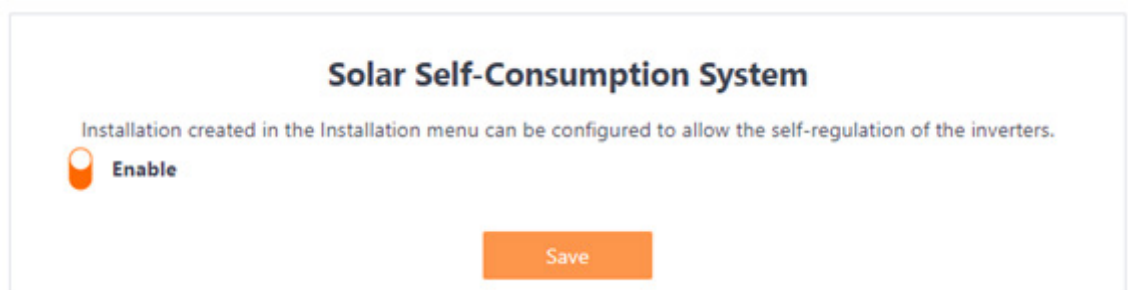 Solar Self-Consumption System
Installation created in the Installation menu can be configured to allow the self-regulation of the inverters.
Enable
Save